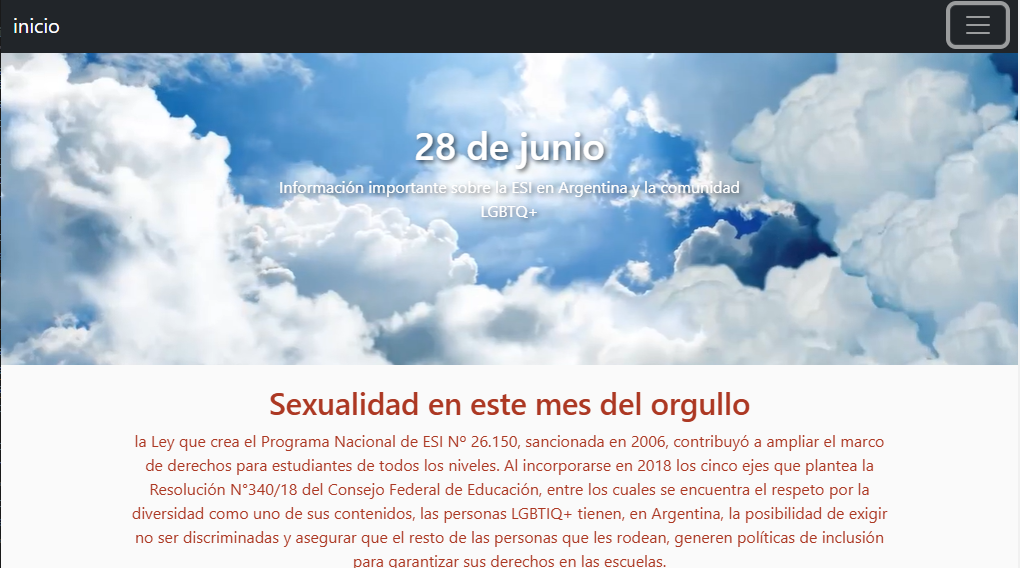 inicio
28 de junio
Información importante sobre la ESI en Argentina y la comunidad
LGBTQ+
Sexualidad en este mes del orgullo
la Ley que crea el Programa Nacional de ESI Nº 26.150, sancionada en 2006, contribuyó a ampliar el marco
de derechos para estudiantes de todos los niveles. Al incorporarse en 2018 los cinco ejes que plantea la
Resolución N°340/18 del Consejo Federal de Educación, entre los cuales se encuentra el respeto por la
diversidad como uno de sus contenidos, las personas LGBTIQ+ tienen, en Argentina, la posibilidad de exigir
no ser discriminadas y asegurar que el resto de las personas que les rodean, generen políticas de inclusión
para garantizar sus derechos en las escuelas.